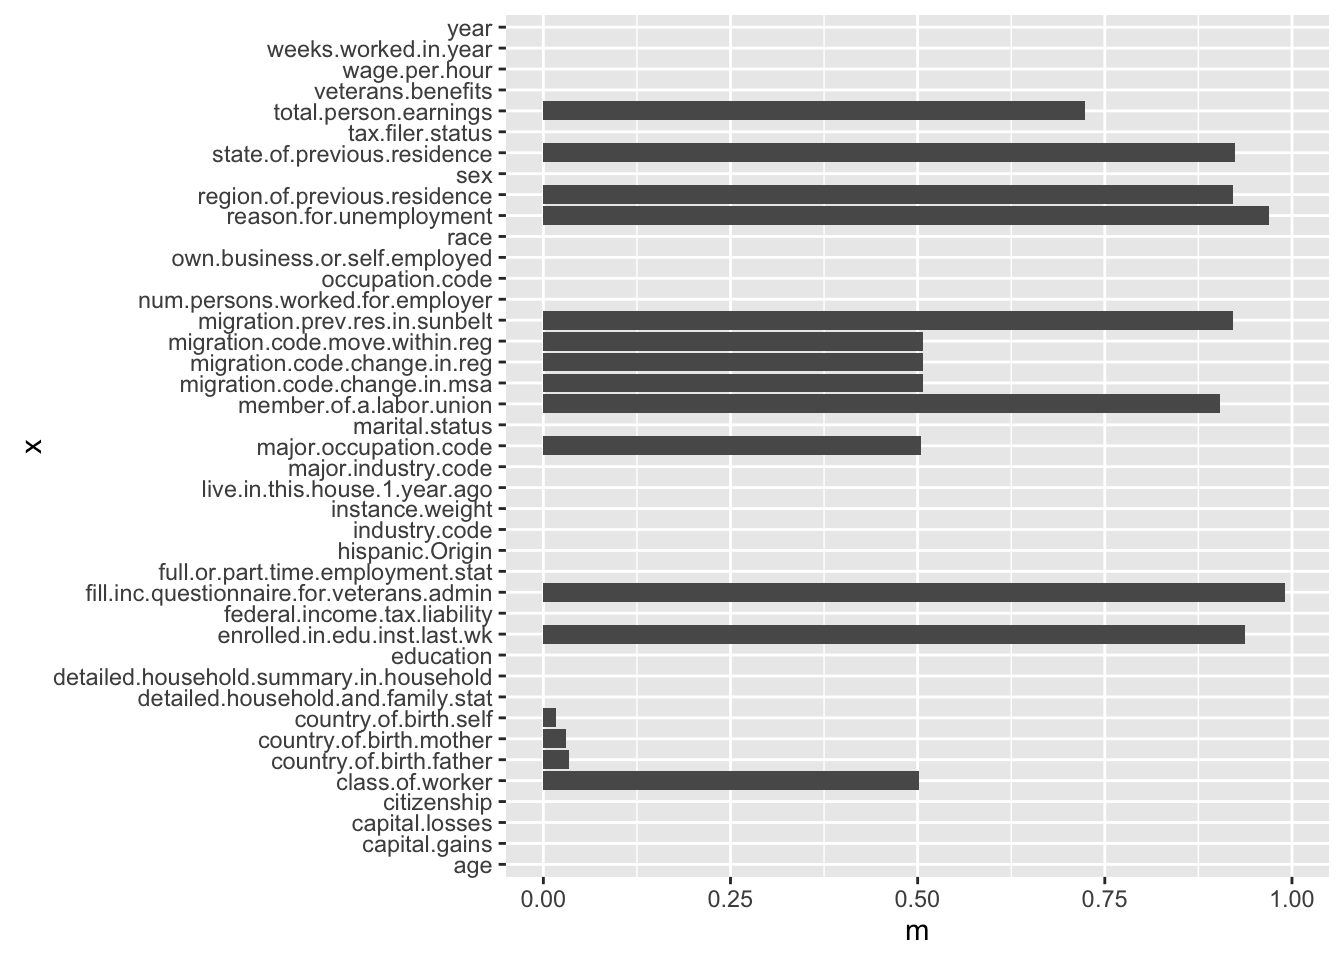 year
weeks.worked.in.year
wage.per.hour
veterans.benefits
total.person.earnings
tax.filer.status
state.of.previous.residence
sex
region.of.previous.residence
reason.for.unemployment
race
own.business.or.self.employed
occupation.code
num.persons.worked.for.employer
migration.prev.res.in.sunbelt
migration.code.move.within.reg
migration.code.change.in.reg
migration.code.change.in.msa
member.of.a.labor.union
marital.status
major.occupation.code
major.industry.code
live.in.this.house.1.year.ago
instance.weight
industry.code
hispanic.Origin
full.or.part.time.employment.stat
fill.inc.questionnaire.for.veterans.admin
federal.income.tax.liability
enrolled.in.edu.inst.last.wk
education
detailed.household.summary.in.household
detailed.household.and.family.stat
country.of.birth.self
country.of.birth.mother
country.of.birth.father
class.of.worker
citizenship
capital.losses
capital.gains
age
x
0.00 0.25 0.50 0.75 1.00
m